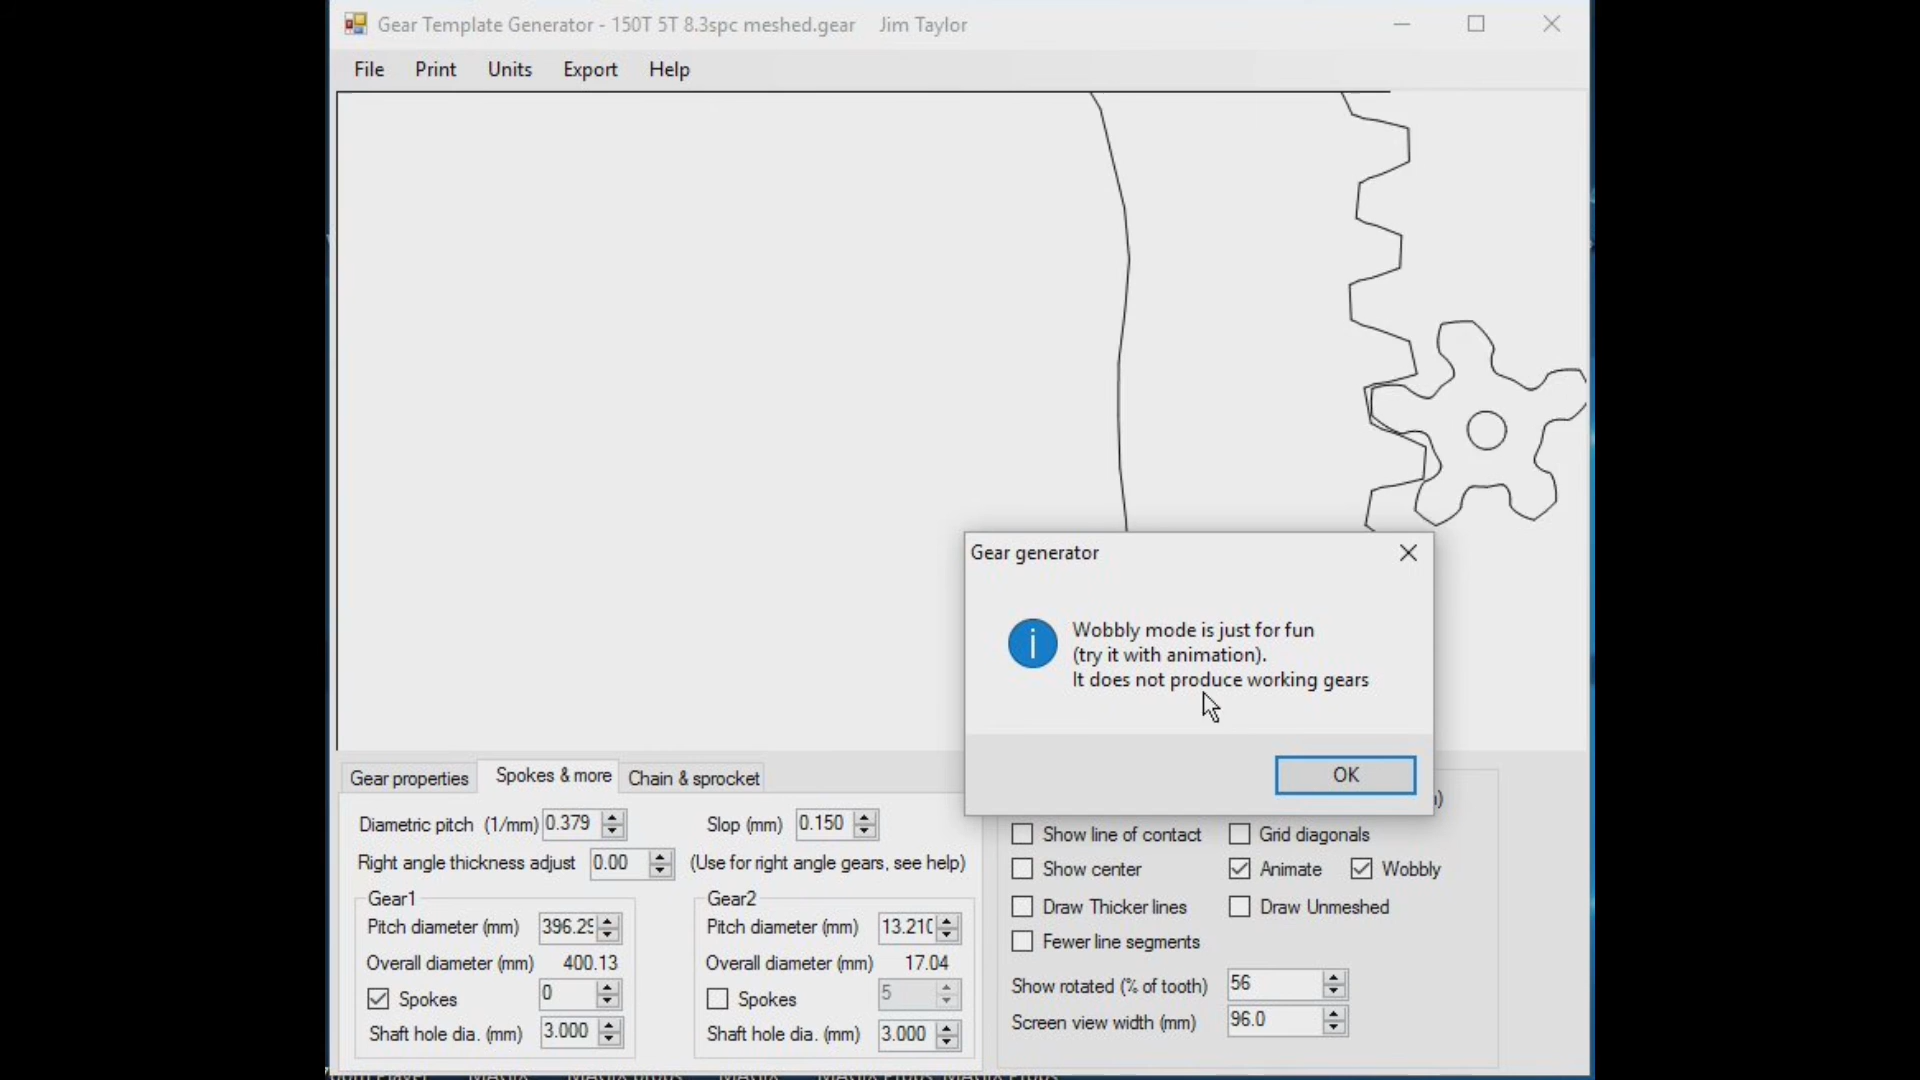 Gear Template Generator - 150T 5T 8.3spc meshed.gear Jim Taylor
File Print Units Export Help
Gear generator
Wobbly mode is just for fun
(try it with animation).
It does not produce working gears
OK
Gear properties Spokes & more Chain & sprocket
Diametric pitch (1/mm) 0.379 Slop (mm) 0.150
Right angle thickness adjust 0.00 (Use for right angle gears, see help)
Gear1
Pitch diameter (mm) 396.29
Overall diameter (mm) 400.13
Spokes 0
Shaft hole dia. (mm) 3.000
Gear2
Pitch diameter (mm) 13.210
Overall diameter (mm) 17.04
Spokes 5
Shaft hole dia. (mm) 3.000
Show line of contact Grid diagonals
Show center Animate Wobbly
Draw Thicker lines Draw Unmeshed
Fewer line segments
Show rotated (% of tooth) 56
Screen view width (mm) 96.0